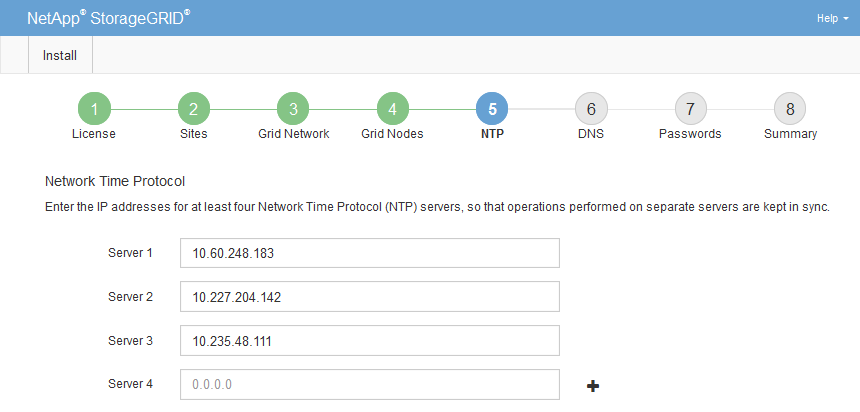 NetApp® StorageGRID®
Help
Install
1 2 3 4 5 6 7 8
License Sites Grid Network Grid Nodes NTP DNS Passwords Summary
Network Time Protocol
Enter the IP addresses for at least four Network Time Protocol (NTP) servers, so that operations performed on separate servers are kept in sync.
Server 1 10.60.248.183
Server 2 10.227.204.142
Server 3 10.235.48.111
Server 4 0.0.0.0